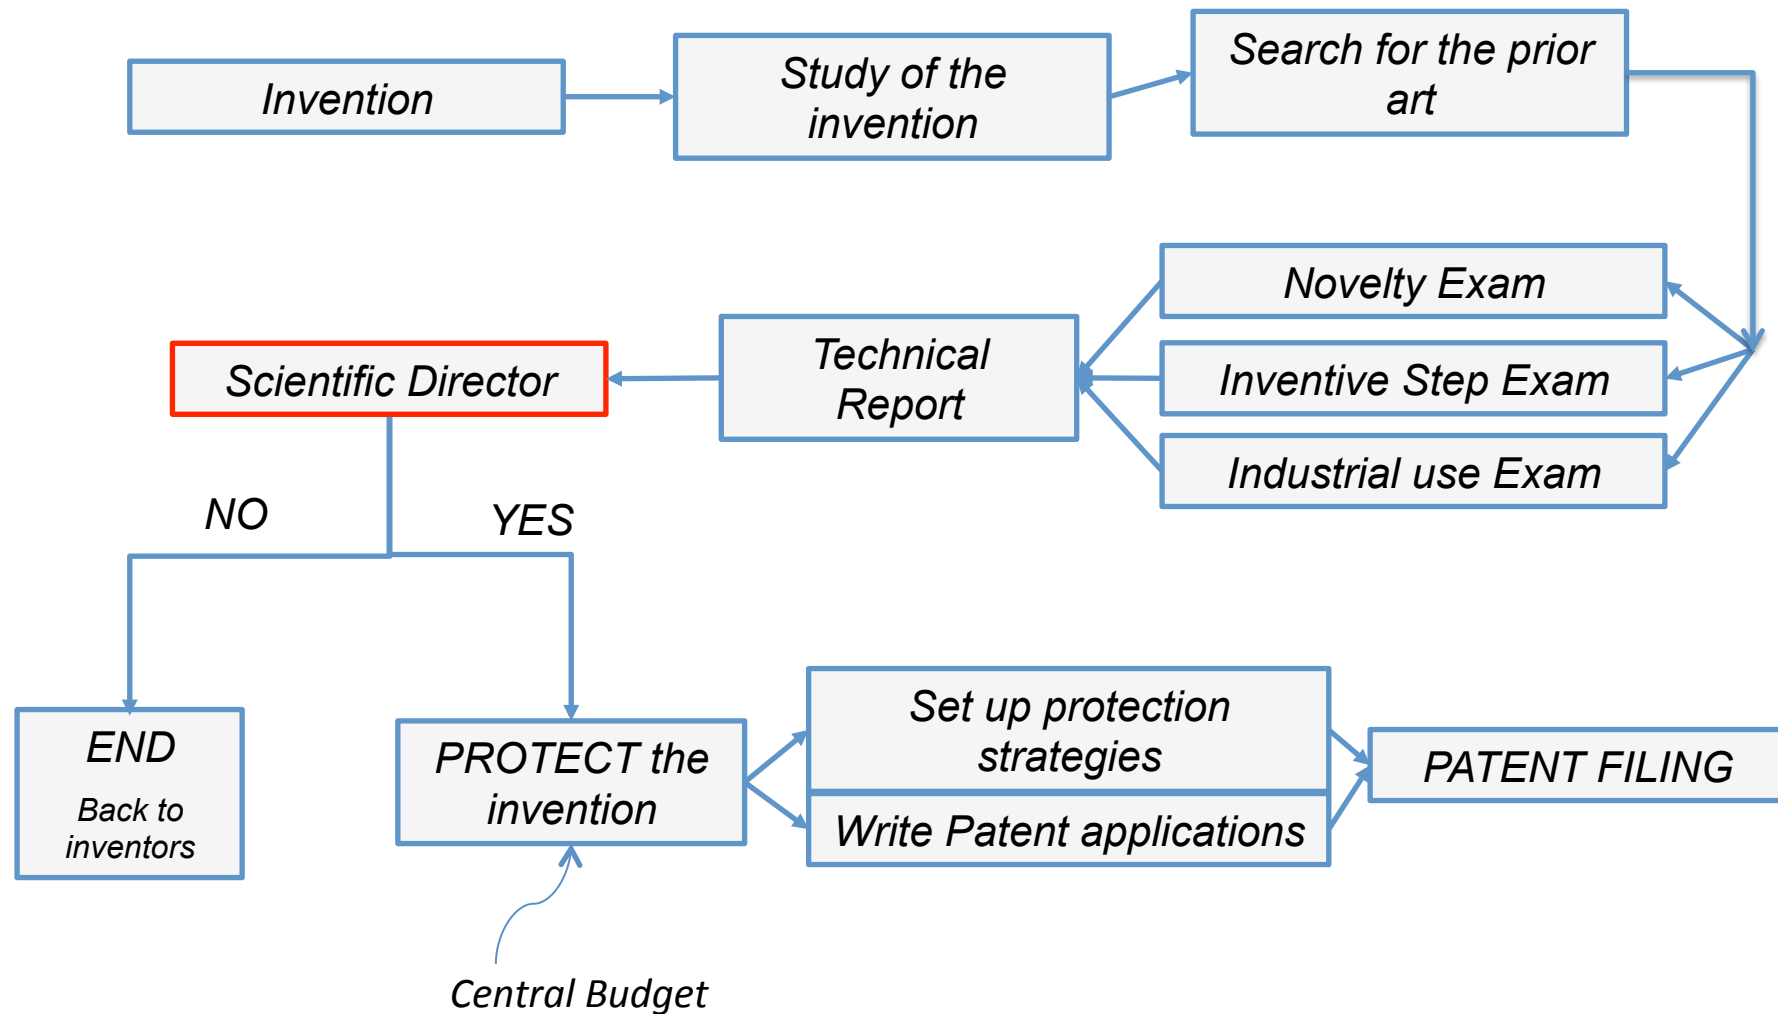 Invention
Study of the
invention
Search for the prior
art
Novelty Exam
Inventive Step Exam
Industrial use Exam
Technical
Report
Scientific Director
NO
YES
END
Back to
inventors
PROTECT the
invention
Set up protection
strategies
Write Patent applications
PATENT FILING
Central Budget